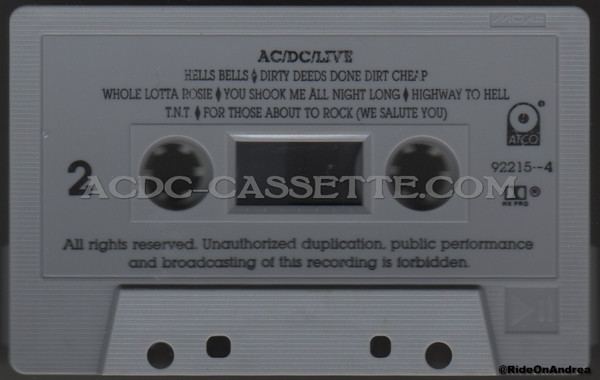 AC/DC/LIVE
HELLS BELLS ♦ DIRTY DEEDS DONE DIRT CHEAP
WHOLE LOTTA ROSIE ♦ YOU SHOOK ME ALL NIGHT LONG ♦ HIGHWAY TO HELL
T.N.T ♦ FOR THOSE ABOUT TO ROCK (WE SALUTE YOU)
ATCO ®
2
92215--4
ACDC-CASSETTE.COM
HX PRO ®
All rights reserved. Unauthorized duplication, public performance
and broadcasting of this recording is forbidden.
@RideOnAndrea